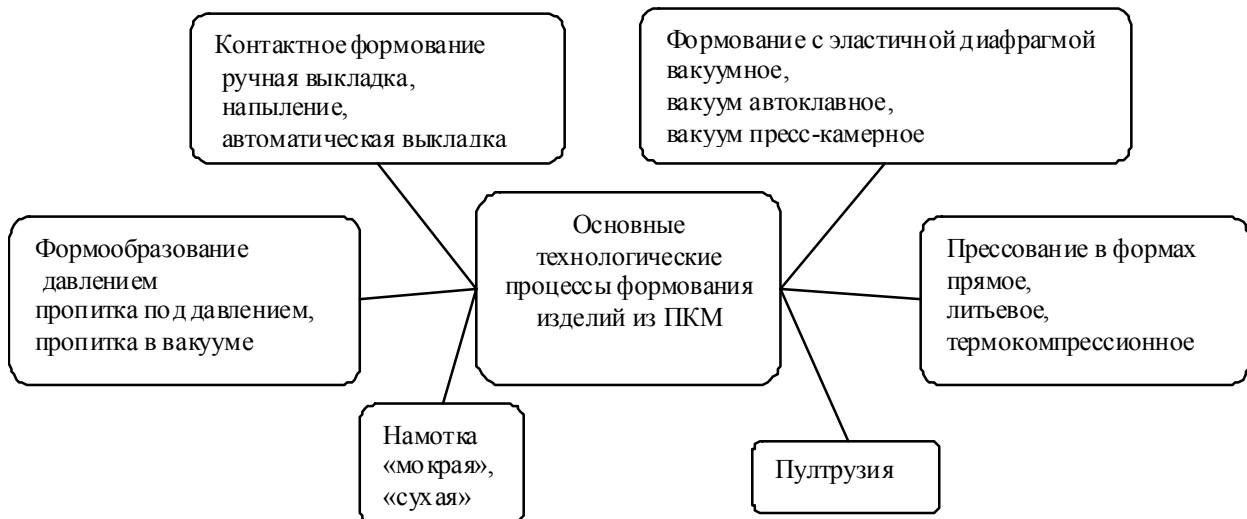 Контактное формование
ручная выкладка,
напыление,
автоматическая выкладка
Формование с эластичной диафрагмой
вакуумное,
вакуум автоклавное,
вакуум пресс-камерное
Формообразование
давлением
пропитка под давлением,
пропитка в вакууме
Основные
технологические
процессы формования
изделий из ПКМ
Прессование в формах
прямое,
литьевое,
термокомпрессионное
Намотка
«мокрая»,
«сухая»
Пултрузия